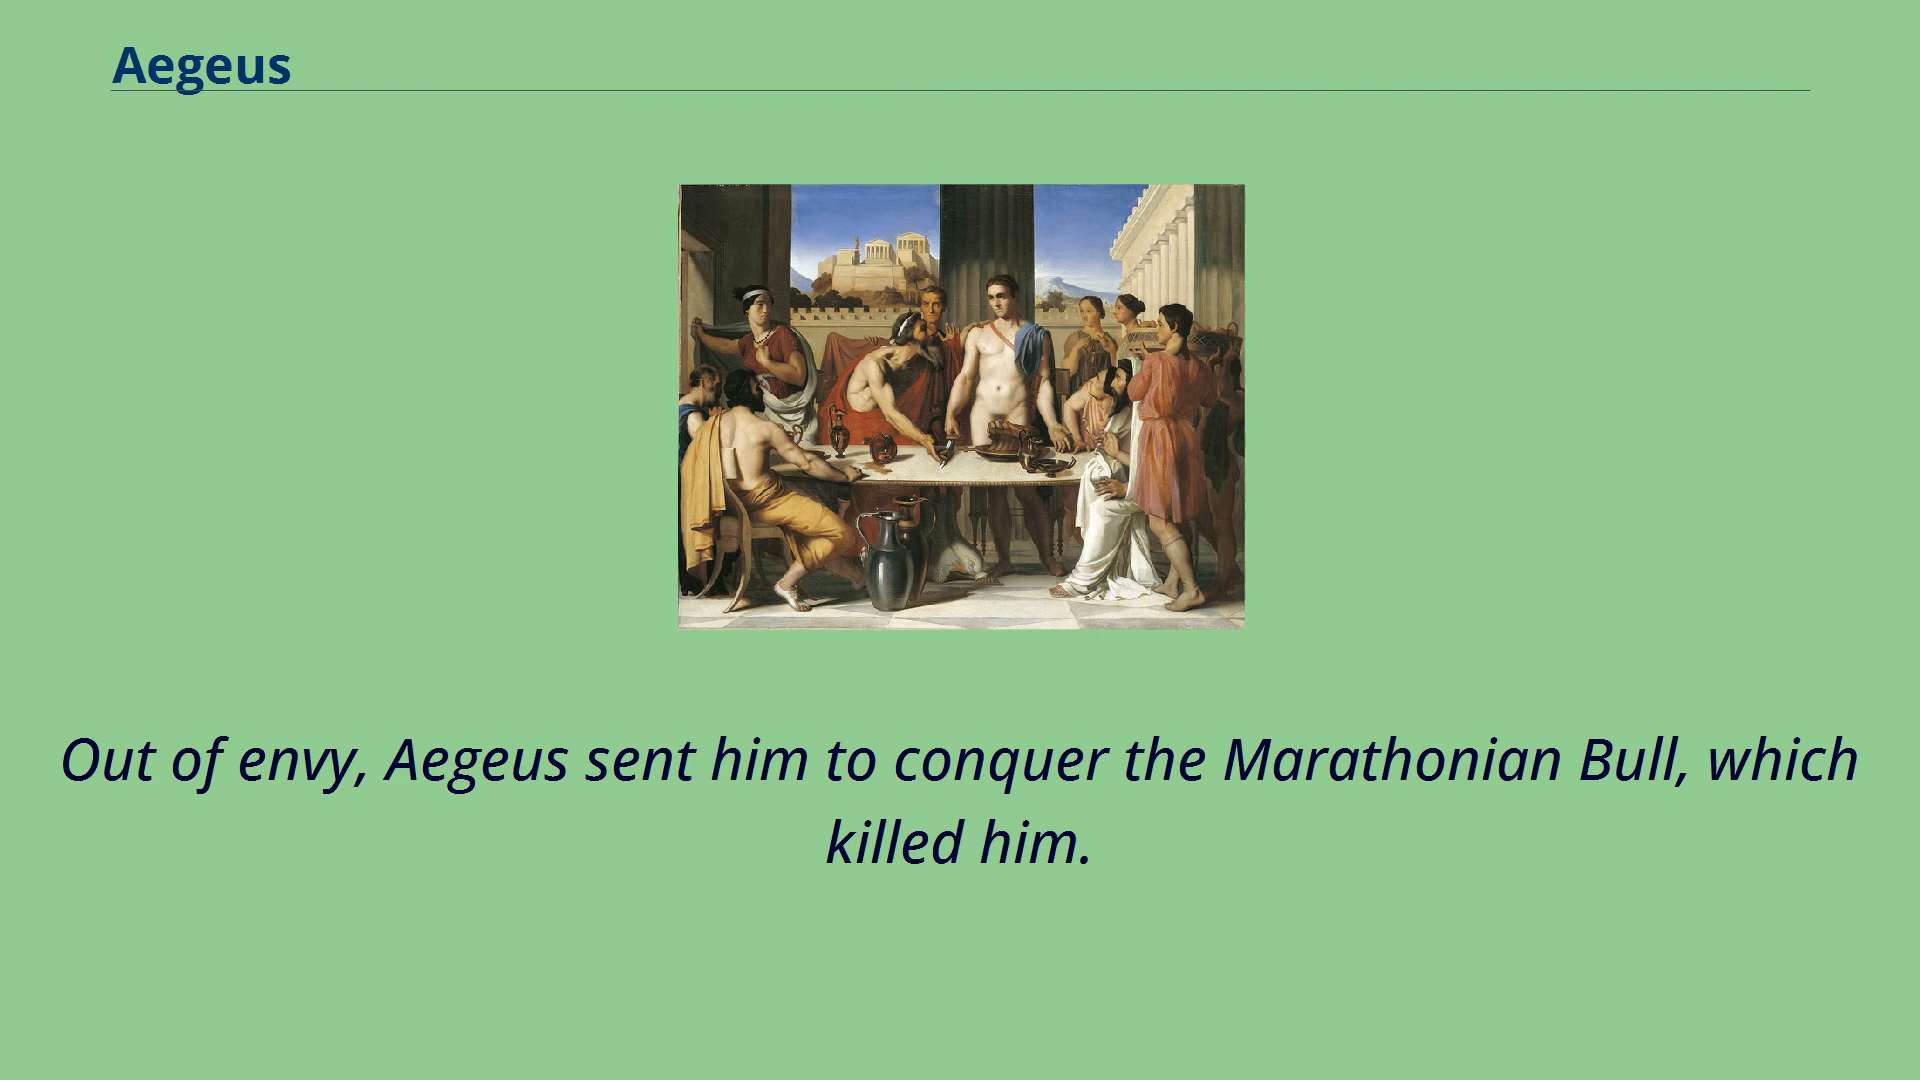 Aegeus
Out of envy, Aegeus sent him to conquer the Marathonian Bull, which
killed him.